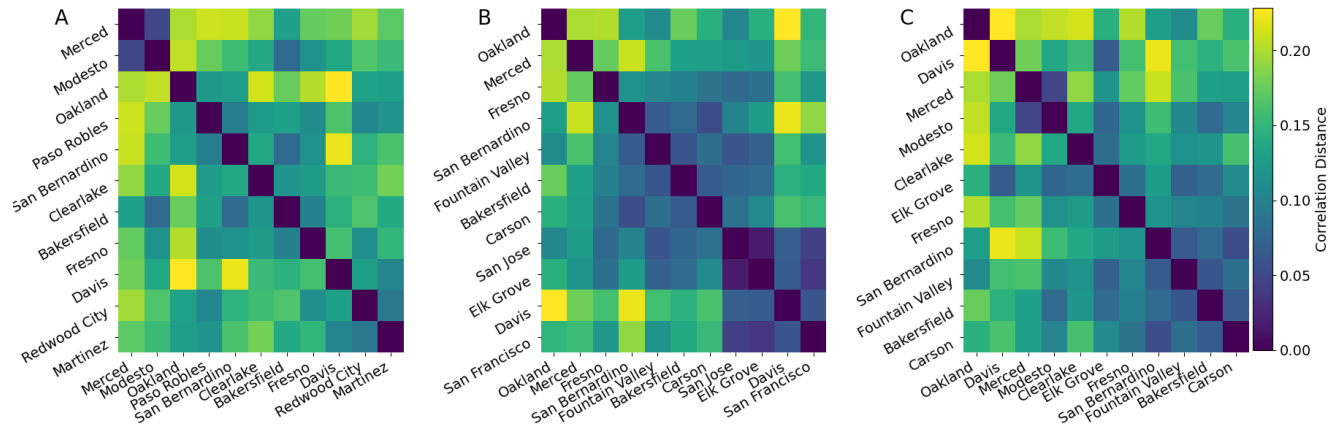 A
Merced
Modesto
Oakland
Paso Robles
San Bernardino
Clearlake
Bakersfield
Fresno
Davis
Redwood City
Martinez
Merced
Modesto
Oakland
Paso Robles
San Bernardino
Clearlake
Bakersfield
Fresno
Davis
Redwood City
Martinez
B
Oakland
Merced
Fresno
San Bernardino
Fountain Valley
Bakersfield
Carson
San Jose
Elk Grove
Davis
San Francisco
Oakland
Merced
Fresno
San Bernardino
Fountain Valley
Bakersfield
Carson
San Jose
Elk Grove
Davis
San Francisco
C
Oakland
Davis
Merced
Modesto
Clearlake
Elk Grove
Fresno
San Bernardino
Fountain Valley
Bakersfield
Carson
Oakland
Davis
Merced
Modesto
Clearlake
Elk Grove
Fresno
San Bernardino
Fountain Valley
Bakersfield
Carson
0.20
0.15
0.10
0.05
0.00
Correlation Distance